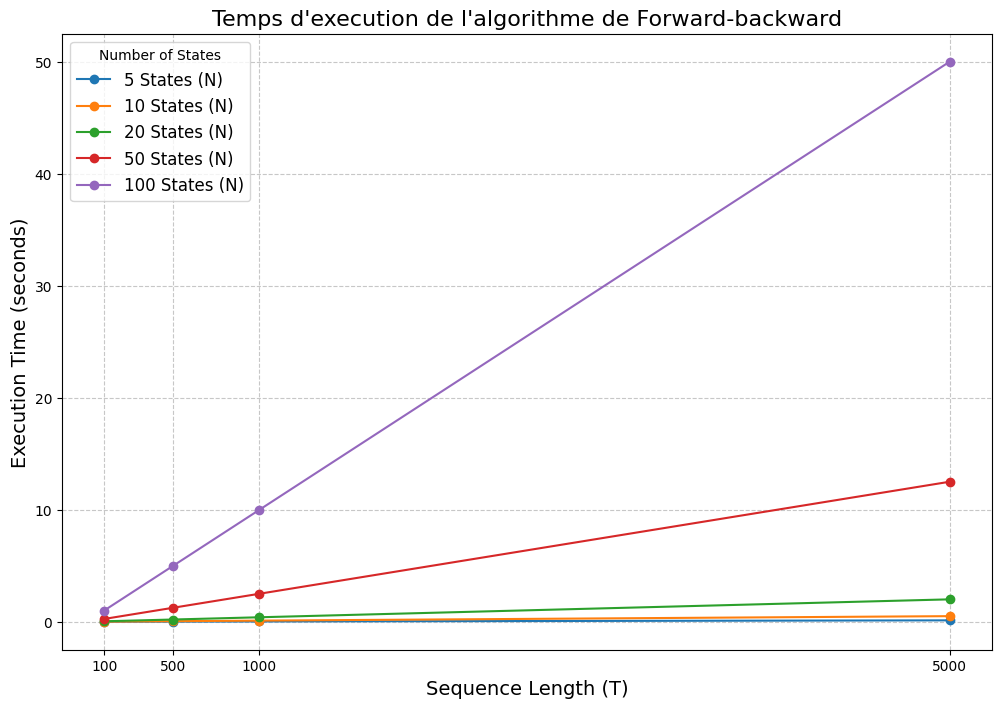 Temps d'execution de l'algorithme de Forward-backward
Number of States
5 States (N)
10 States (N)
20 States (N)
50 States (N)
100 States (N)
Execution Time (seconds)
50
40
30
20
10
0
100
500
1000
5000
Sequence Length (T)